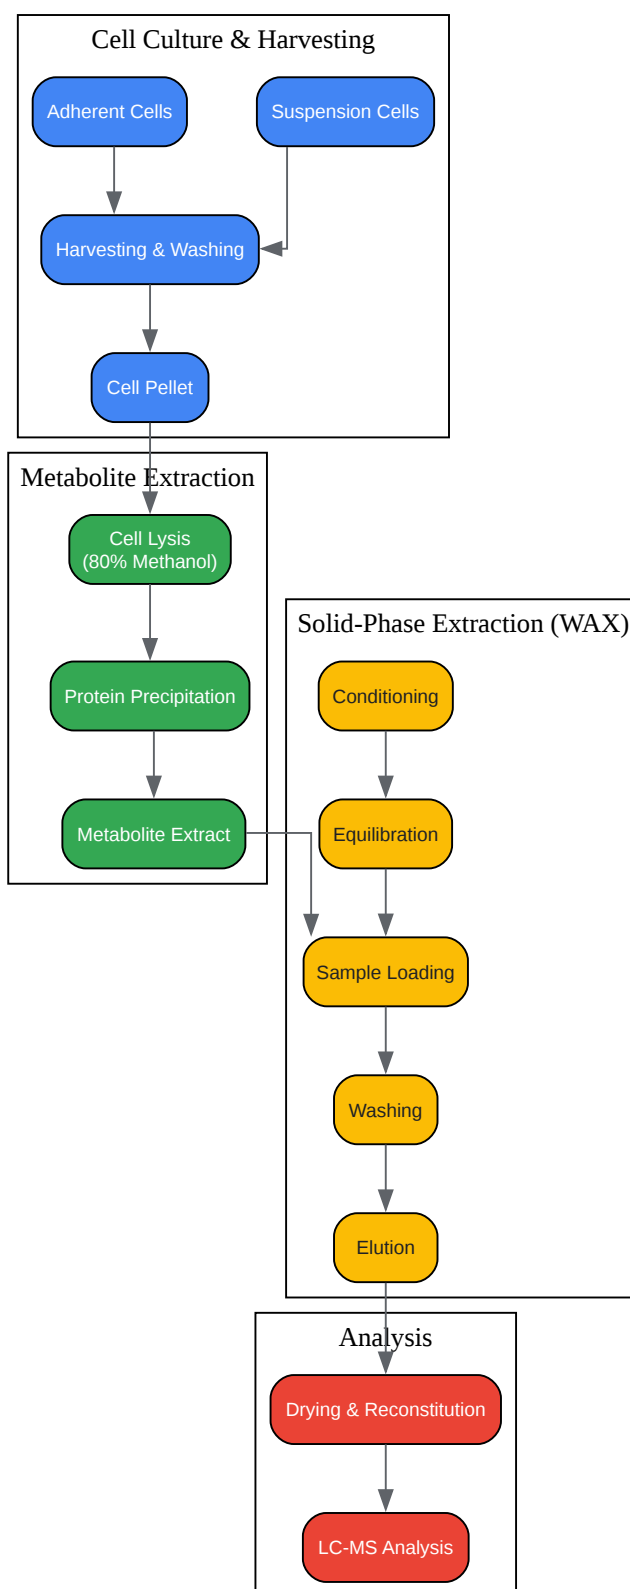 Cell Culture & Harvesting
Adherent Cells
Suspension Cells
Harvesting & Washing
Cell Pellet
Metabolite Extraction
Cell Lysis
(80% Methanol)
Protein Precipitation
Metabolite Extract
Solid-Phase Extraction (WAX)
Conditioning
Equilibration
Sample Loading
Washing
Elution
Analysis
Drying & Reconstitution
LC-MS Analysis